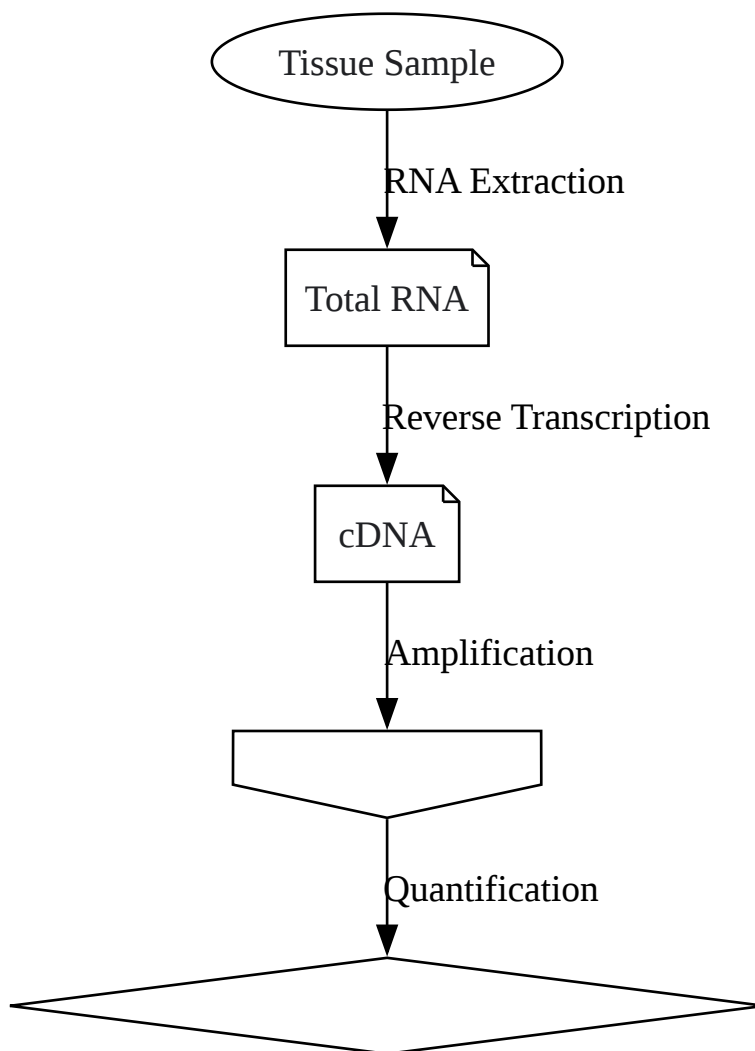 Tissue Sample
RNA Extraction
Total RNA
Reverse Transcription
cDNA
Amplification
Quantification